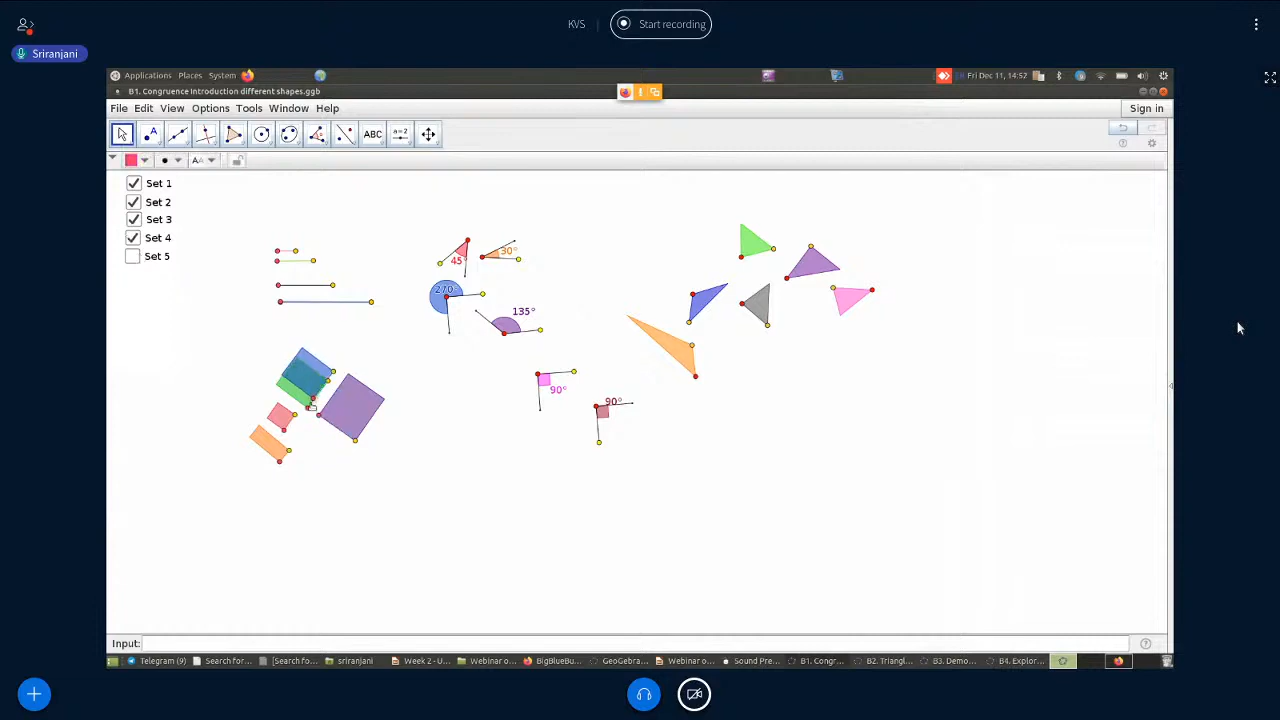 KVS
Start recording
Sriranjani
Applications Places System
Fri Dec 11, 14:52
B1. Congruence Introduction different shapes.ggb
File Edit View Options Tools Window Help
Sign in
A ABC a=2
AA
Set 1
Set 2
Set 3
Set 4
Set 5
45°
30°
270°
135°
90°
90°
Input:
Telegram (9) Search for... [Search fo... sriranjani Week 2 - U... Webinar o... BigBlueBu... GeoGebra... Webinar o... Sound Pre... B1. Congr... B2. Triangl... B3. Demo... B4. Explor...